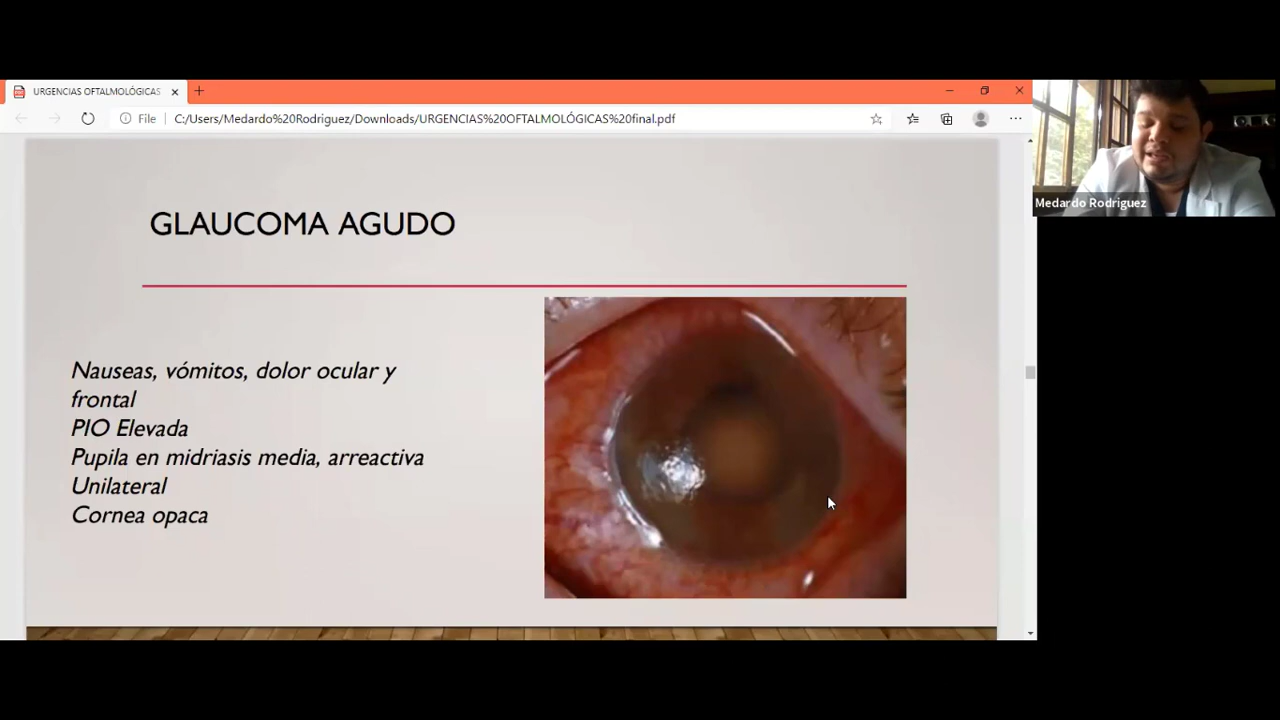 URGENCIAS OFTALMOLÓGICAS
File
C:/Users/Medardo%20Rodriguez/Downloads/URGENCIAS%20OFTALMOLÓGICAS%20final.pdf
Medardo Rodriguez
GLAUCOMA AGUDO
Nauseas, vómitos, dolor ocular y
frontal
PIO Elevada
Pupila en midriasis media, arreactiva
Unilateral
Cornea opaca